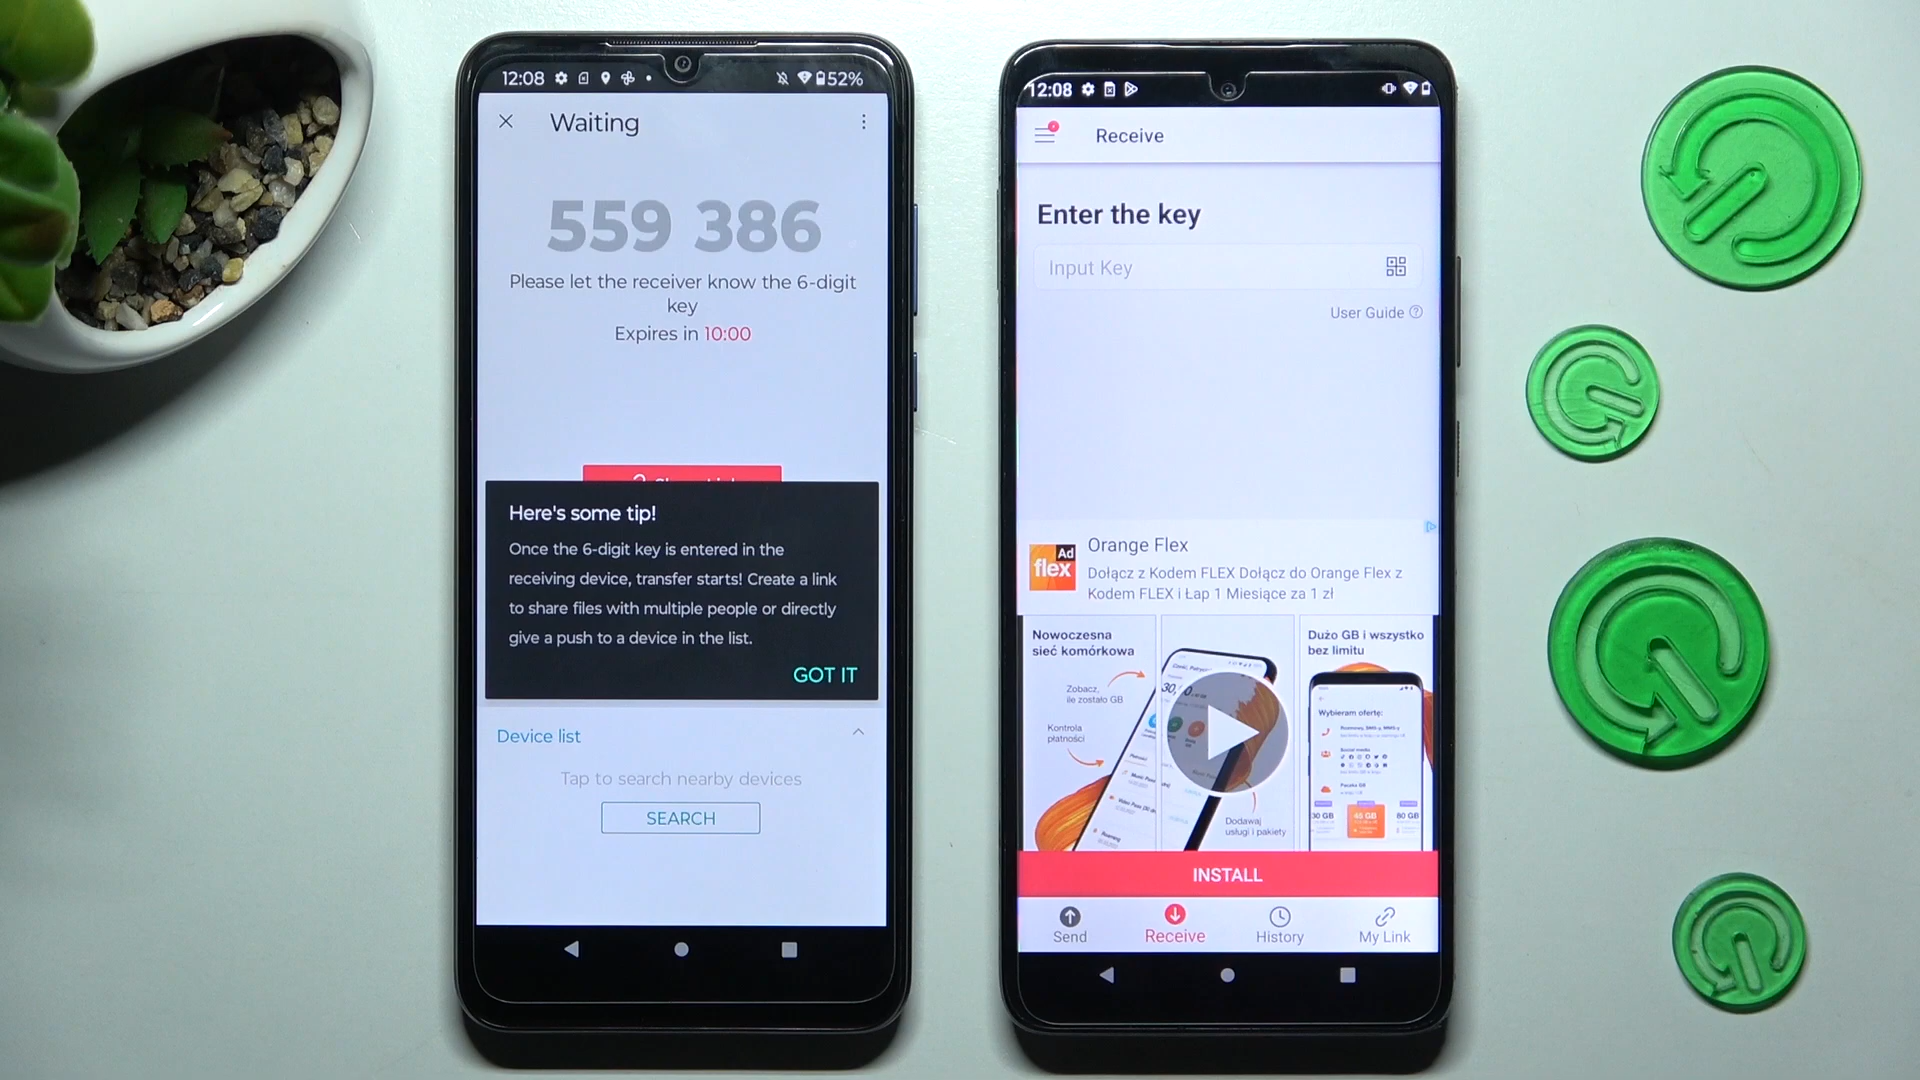 12:08
52%
Waiting
559 386
Please let the receiver know the 6-digit
key
Expires in 10:00
Here's some tip!
Once the 6-digit key is entered in the
receiving device, transfer starts! Create a link
to share files with multiple people or directly
give a push to a device in the list.
GOT IT
Device list
Tap to search nearby devices
SEARCH
12:08
Receive
Enter the key
Input Key
User Guide
Ad
flex
Orange Flex
Dołącz z Kodem FLEX Dołącz do Orange Flex z
Kodem FLEX i Łap 1 Miesiące za 1 zł
Nowoczesna
sieć komórkowa
Zobacz,
ile zostało GB
Kontrola
płatności
Dodawaj
usługi i pakiety
Dużo GB i wszystko
bez limitu
Wybieram ofertę:
30 GB
45 GB
80 GB
INSTALL
Send
Receive
History
My Link